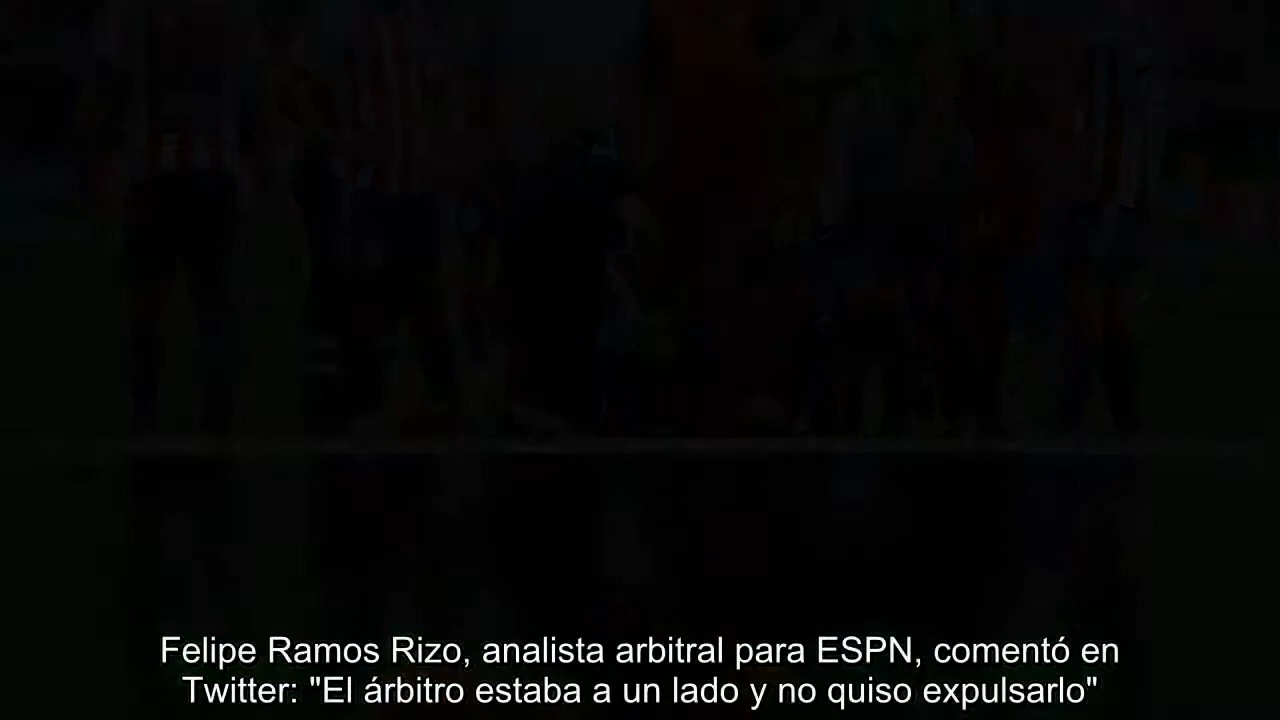 Felipe Ramos Rizo, analista arbitral para ESPN, comentó en
Twitter: "El árbitro estaba a un lado y no quiso expulsarlo"